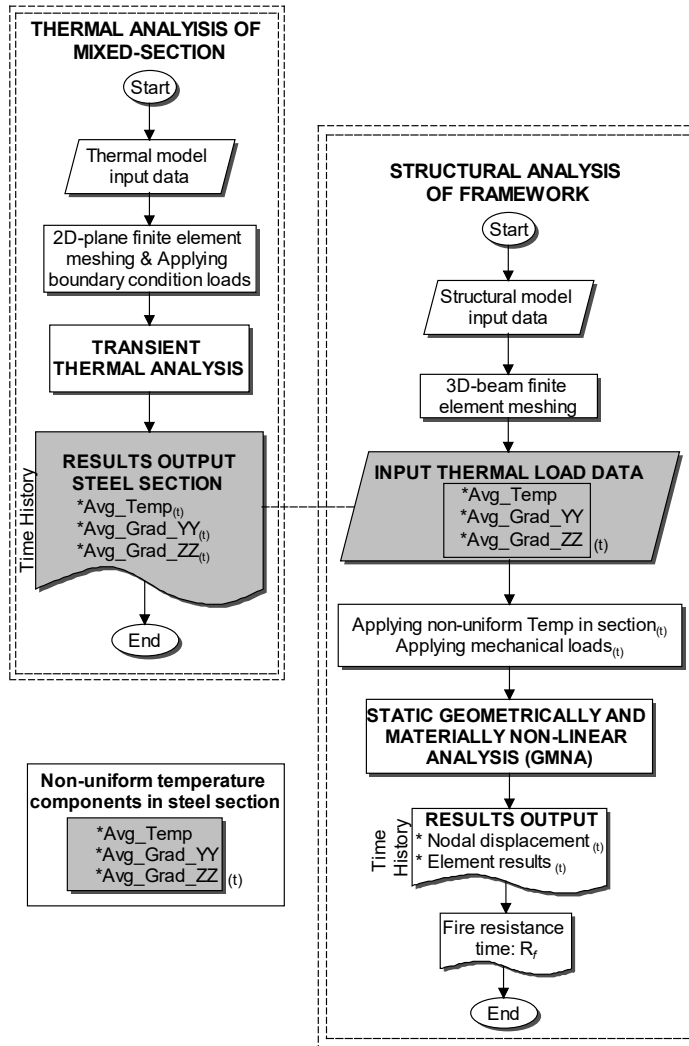 THERMAL ANALYISIS OF
MIXED-SECTION
Start
Thermal model
input data
2D-plane finite element
meshing & Applying
boundary condition loads
TRANSIENT
THERMAL ANALYSIS
Time History
RESULTS OUTPUT
STEEL SECTION
*Avg_Temp(t)
*Avg_Grad_YY(t)
*Avg_Grad_ZZ(t)
End
Non-uniform temperature
components in steel section
*Avg_Temp
*Avg_Grad_YY
*Avg_Grad_ZZ (t)
STRUCTURAL ANALYSIS
OF FRAMEWORK
Start
Structural model
input data
3D-beam finite
element meshing
INPUT THERMAL LOAD DATA
*Avg_Temp
*Avg_Grad_YY
*Avg_Grad_ZZ (t)
Applying non-uniform Temp in section(t)
Applying mechanical loads(t)
STATIC GEOMETRICALLY AND
MATERIALLY NON-LINEAR
ANALYSIS (GMNA)
Time
History
RESULTS OUTPUT
* Nodal displacement (t)
* Element results (t)
Fire resistance
time: Rf
End